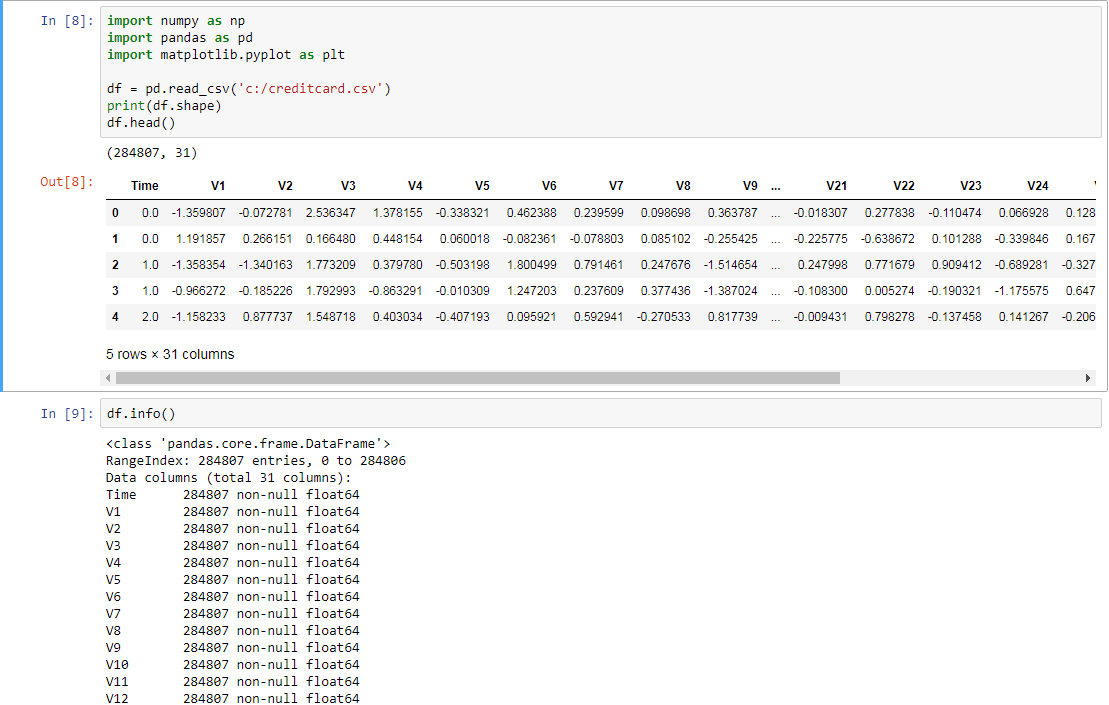 In [8]: import numpy as np
import pandas as pd
import matplotlib.pyplot as plt
df = pd.read_csv('c:/creditcard.csv')
print(df.shape)
df.head()
(284807, 31)
Out[8]: Time V1 V2 V3 V4 V5 V6 V7 V8 V9 ... V21 V22 V23 V24
0 0.0 -1.359807 -0.072781 2.536347 1.378155 -0.338321 0.462388 0.239599 0.098698 0.363787 ... -0.018307 0.277838 -0.110474 0.066928 0.128
1 0.0 1.191857 0.266151 0.166480 0.448154 0.060018 -0.082361 -0.078803 0.085102 -0.255425 ... -0.225775 -0.638672 0.101288 -0.339846 0.167
2 1.0 -1.358354 -1.340163 1.773209 0.379780 -0.503198 1.800499 0.791461 0.247676 -1.514654 ... 0.247998 0.771679 0.909412 -0.689281 -0.327
3 1.0 -0.966272 -0.185226 1.792993 -0.863291 -0.010309 1.247203 0.237609 0.377436 -1.387024 ... -0.108300 0.005274 -0.190321 -1.175575 0.647
4 2.0 -1.158233 0.877737 1.548718 0.403034 -0.407193 0.095921 0.592941 -0.270533 0.817739 ... -0.009431 0.798278 -0.137458 0.141267 -0.206
5 rows × 31 columns
In [9]: df.info()
<class 'pandas.core.frame.DataFrame'>
RangeIndex: 284807 entries, 0 to 284806
Data columns (total 31 columns):
Time 284807 non-null float64
V1 284807 non-null float64
V2 284807 non-null float64
V3 284807 non-null float64
V4 284807 non-null float64
V5 284807 non-null float64
V6 284807 non-null float64
V7 284807 non-null float64
V8 284807 non-null float64
V9 284807 non-null float64
V10 284807 non-null float64
V11 284807 non-null float64
V12 284807 non-null float64